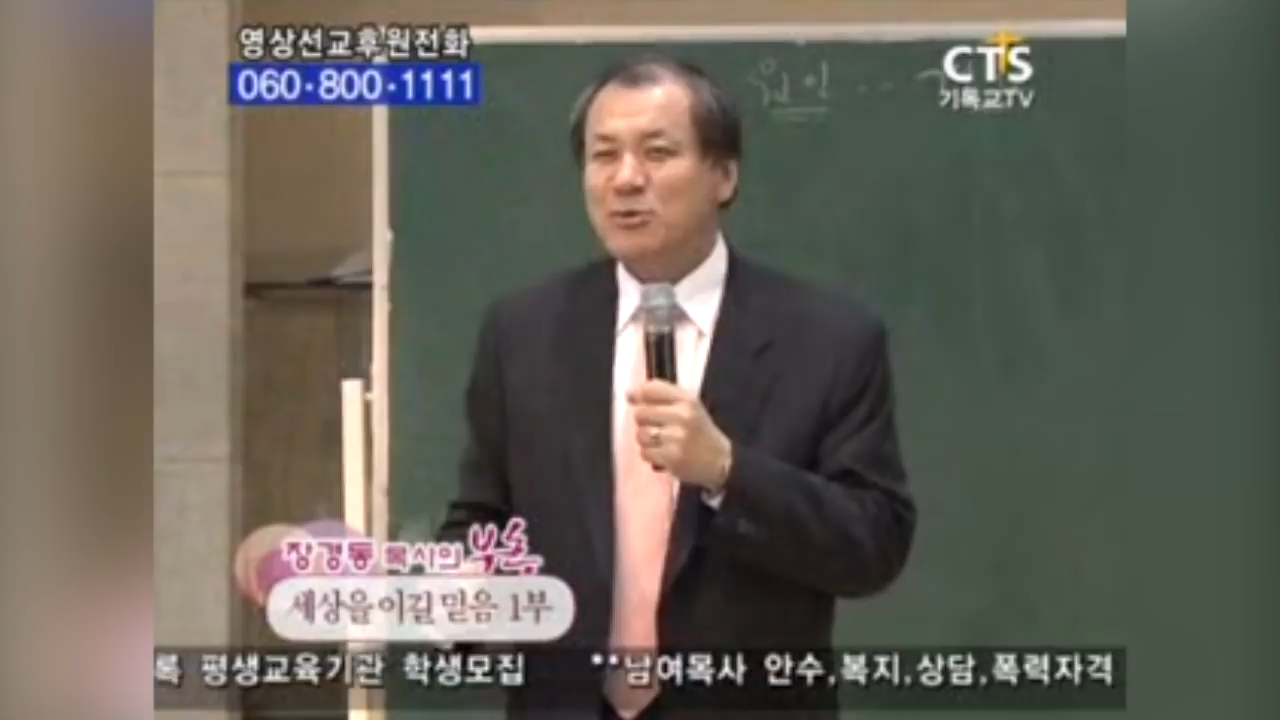 영상선교후원전화
060·800·1111
CTS
기독교TV
원인 ..
장경동 목사의 부흥
세상을 이길 믿음 1부
록 평생교육기관 학생모집 **남여목사 안수,복지,상담,폭력자격